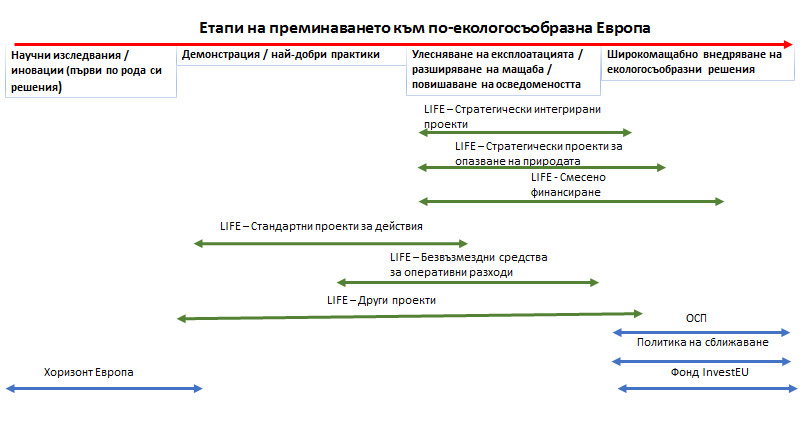 Етапи на преминаването към по-екологосъобразна Европа
Научни изследвания /
иновации (първи по рода си
решения)
Демонстрация / най-добри практики
Улесняване на експлоатацията /
разширяване на мащаба /
повишаване на осведомеността
Широкомащабно внедряване на
екологосъобразни решения
LIFE – Стратегически интегрирани
проекти
LIFE – Стратегически проекти за
опазване на природата
LIFE - Смесено
финансиране
LIFE – Стандартни проекти за действия
LIFE – Безвъзмездни средства
за оперативни разходи
LIFE – Други проекти
ОСП
Политика на сближаване
Хоризонт Европа
Фонд InvestEU